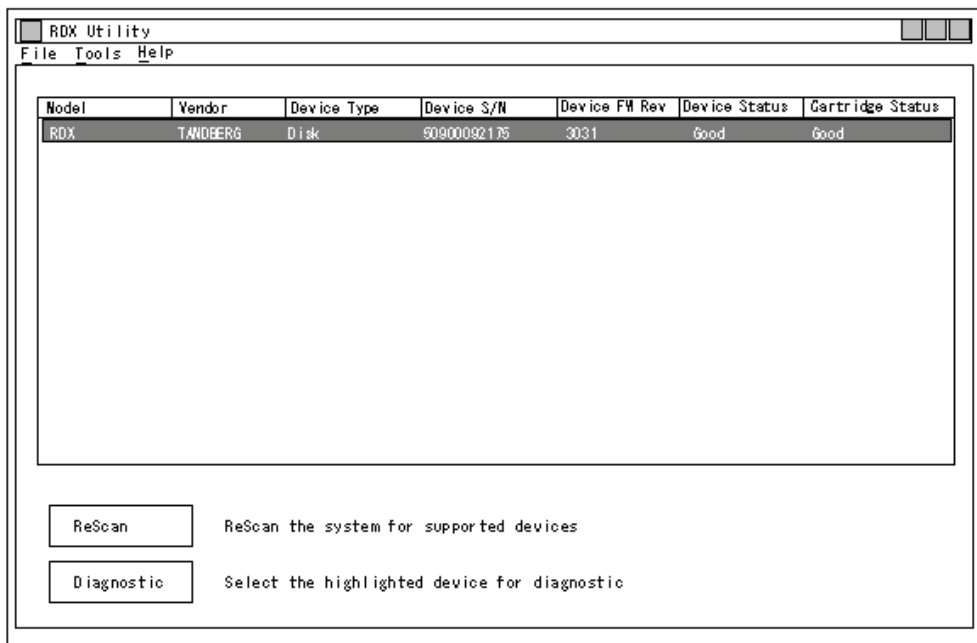 RDX Utility
File Tools Help
Model Vendor Device Type Device S/N Device FW Rev Device Status Cartridge Status
RDX TANDBERG Disk 50900092175 3031 Good Good
ReScan ReScan the system for supported devices
Diagnostic Select the highlighted device for diagnostic